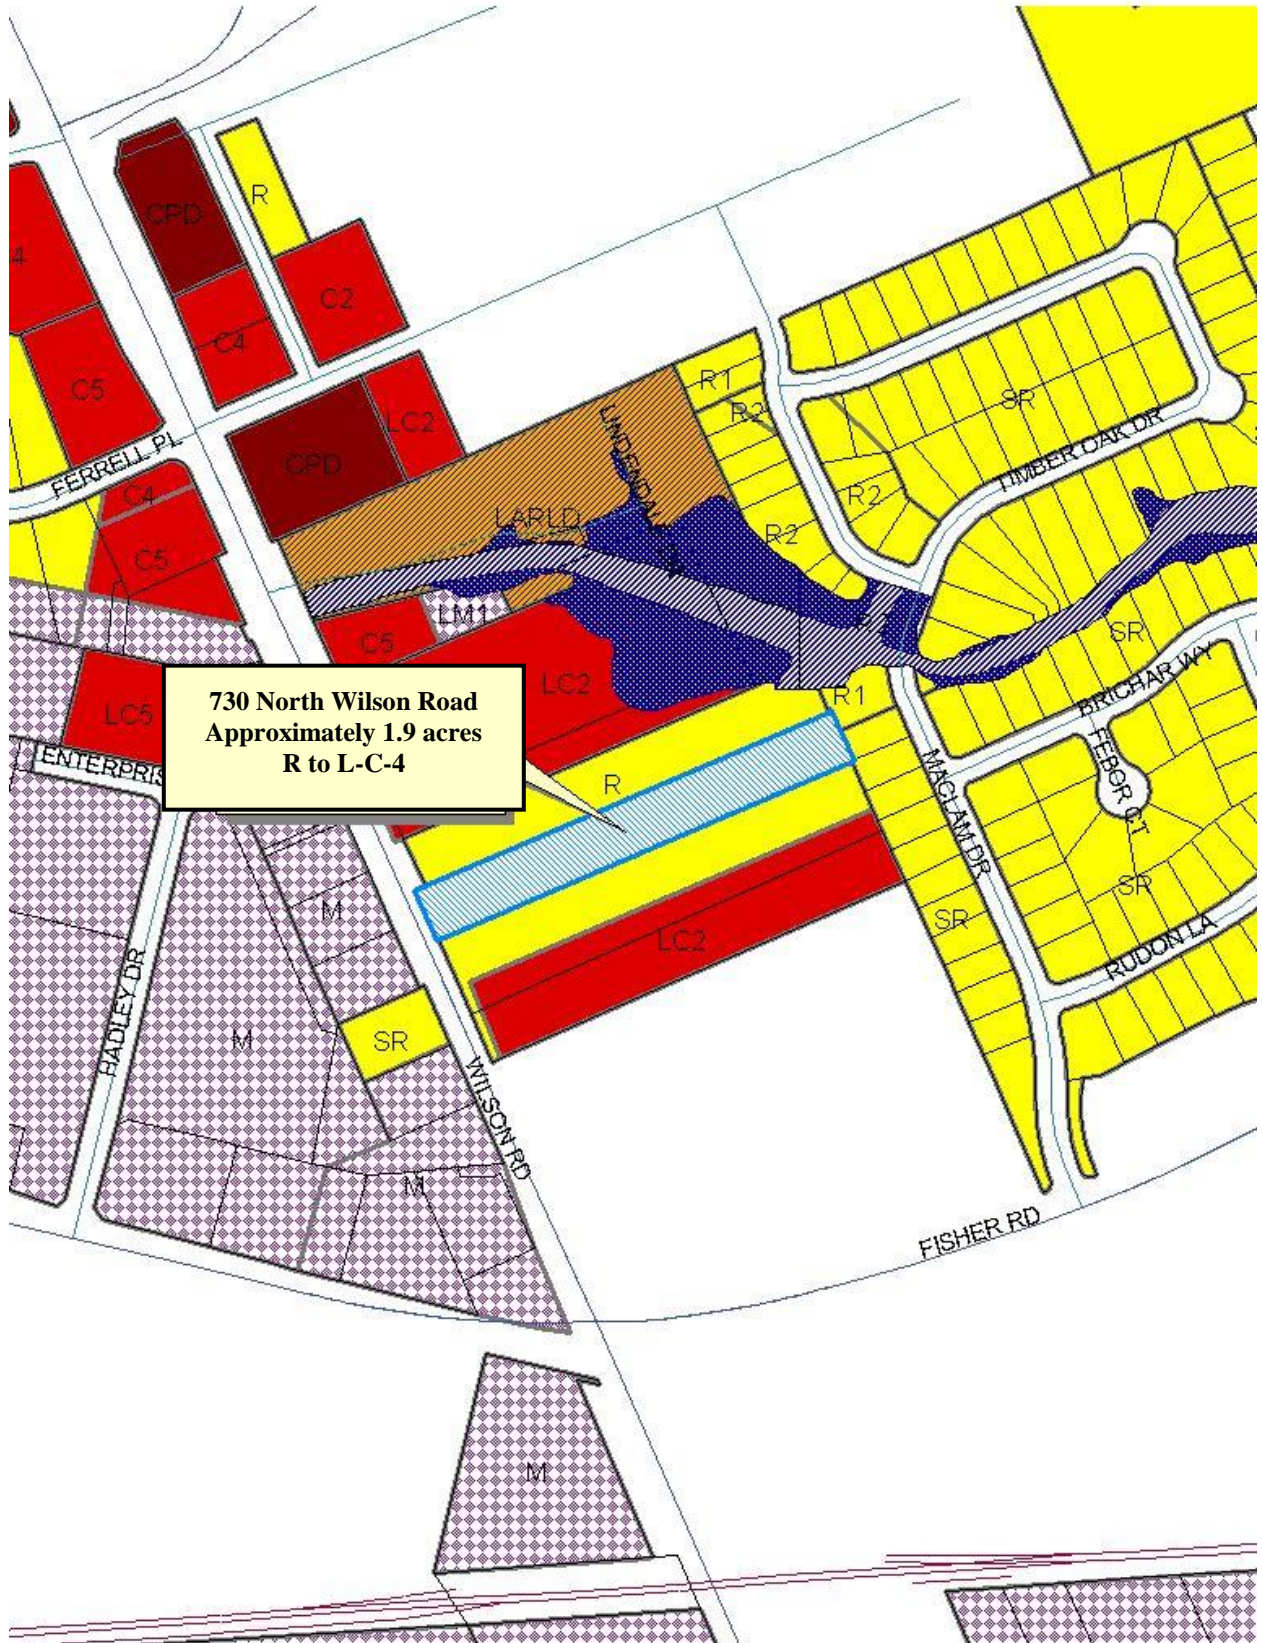 CPD
R
4
C2
C4
C5
R1
LC2
R2
SR
FERRELL PL
CPD
TIMBER OAK DR
C4
R2
LARLD
R2
C5
LM1
C5
SR
LC2
R1
BRICHAR WY
LC5
730 North Wilson Road
Approximately 1.9 acres
R to L-C-4
ENTERPRIS
R
MACLAM DR
FEBOR CT
M
SR
SR
LC2
RUDON LA
HADLEY DR
M
SR
WILSON RD
M
FISHER RD
M